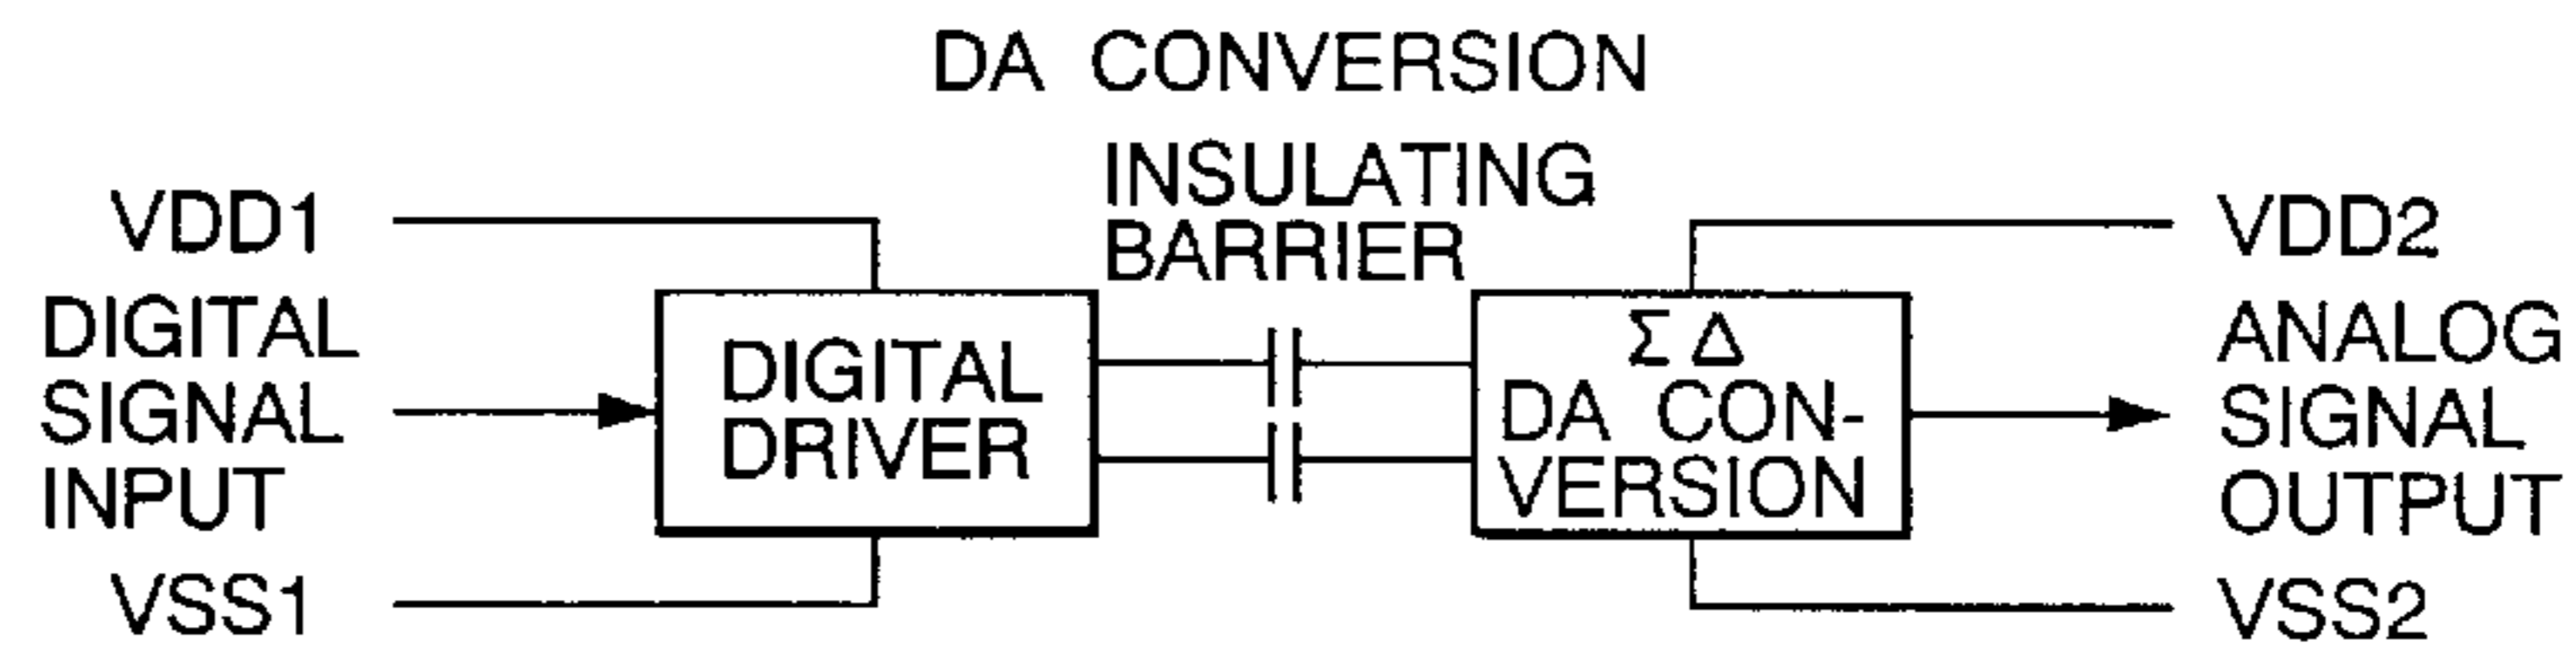 DA CONVERSION
INSULATING
BARRIER
VDD1
DIGITAL
SIGNAL
INPUT
VSS1
DIGITAL
DRIVER
ΣΔ
DA CON-
VERSION
VDD2
ANALOG
SIGNAL
OUTPUT
VSS2